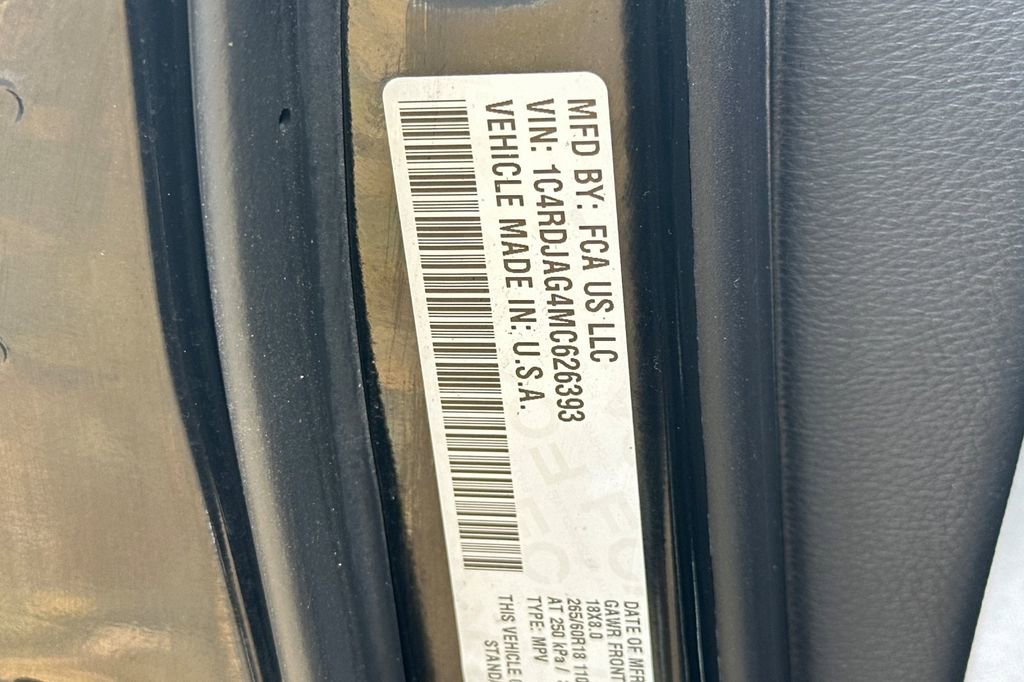 MFD BY: FCA US LLC
VIN: 1C4RDJAG4MC626393
VEHICLE MADE IN: U.S.A.
DATE OF MFR
GAWR FRONT
18X8.0
265/60R18 110
AT 250 kPa /
TYPE: MPV
THIS VEHICLE